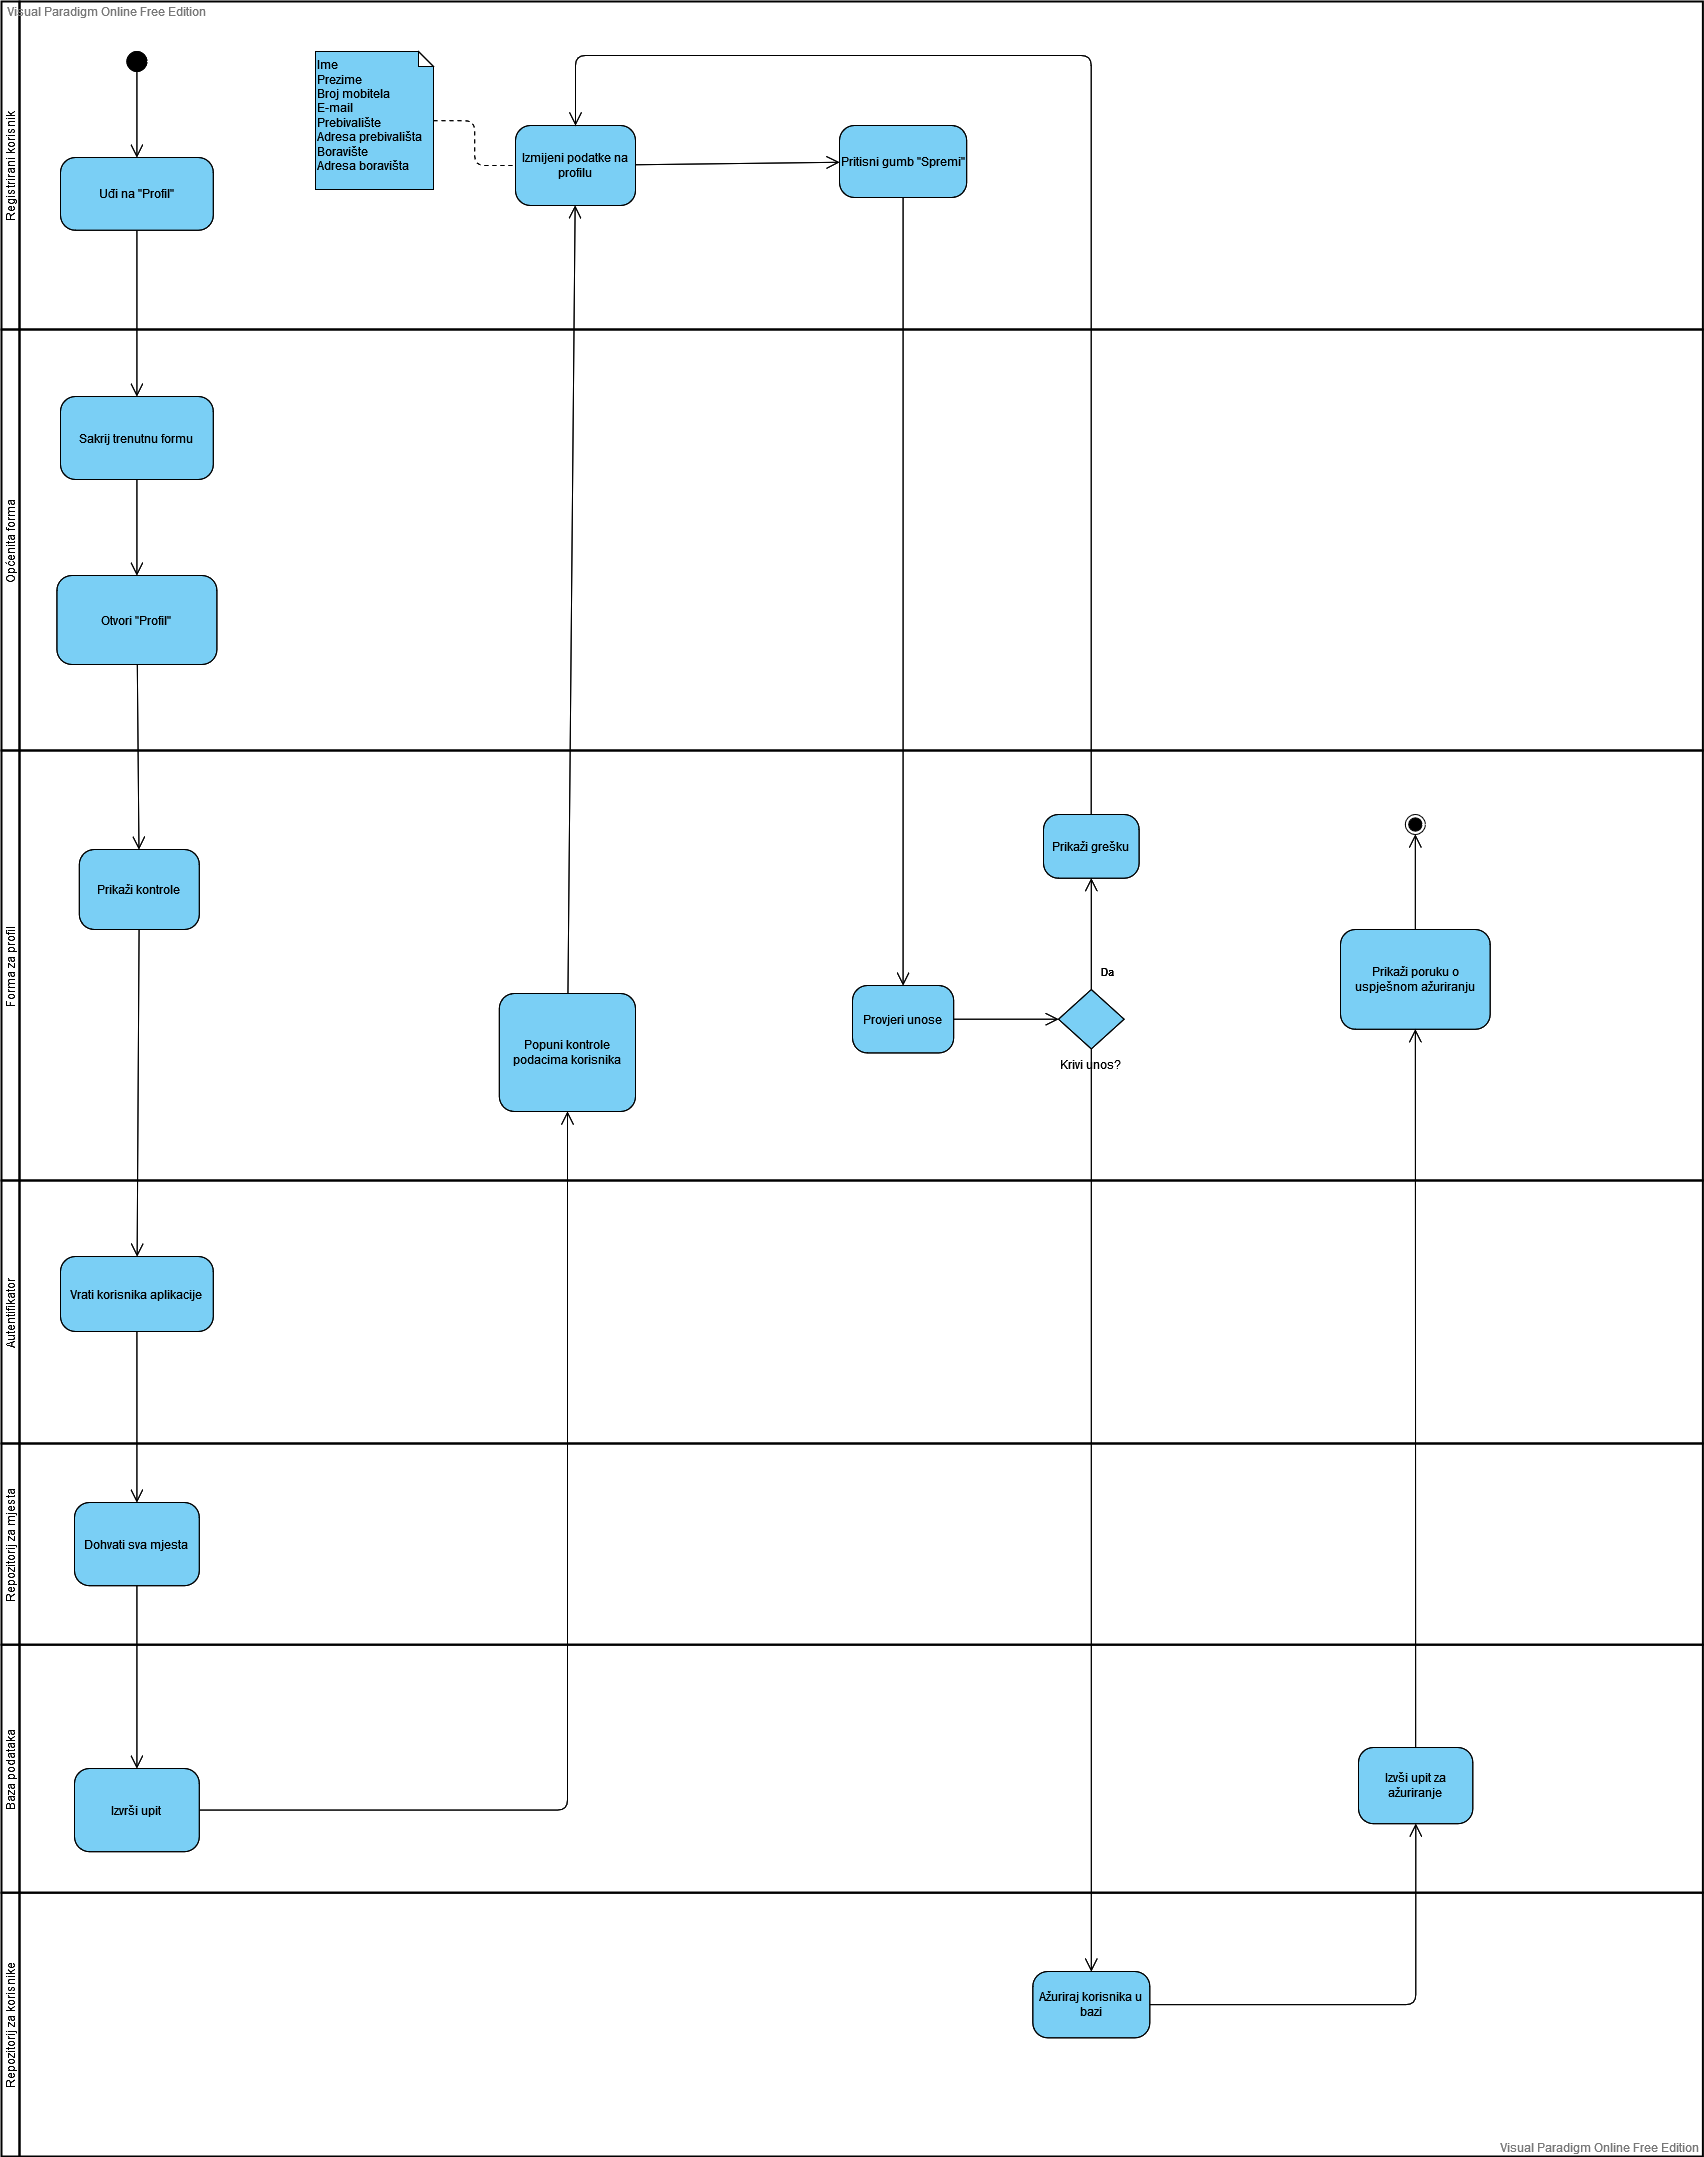 Visual Paradigm Online Free Edition
Registrirani korisnik
Uđi na "Profil"
Ime
Prezime
Broj mobitela
E-mail
Prebivalište
Adresa prebivališta
Boravište
Adresa boravišta
Izmijeni podatke na
profilu
Pritisni gumb "Spremi"
Općenita forma
Sakrij trenutnu formu
Otvori "Profil"
Forma za profil
Prikaži kontrole
Popuni kontrole
podacima korisnika
Provjeri unose
Prikaži grešku
Da
Krivi unos?
Prikaži poruku o
uspješnom ažuriranju
Autentifikator
Vrati korisnika aplikacije
Repozitorij za mjesta
Dohvati sva mjesta
Baza podataka
Izvrši upit
Izvši upit za
ažuriranje
Repozitorij za korisnike
Ažuriraj korisnika u
bazi
Visual Paradigm Online Free Edition